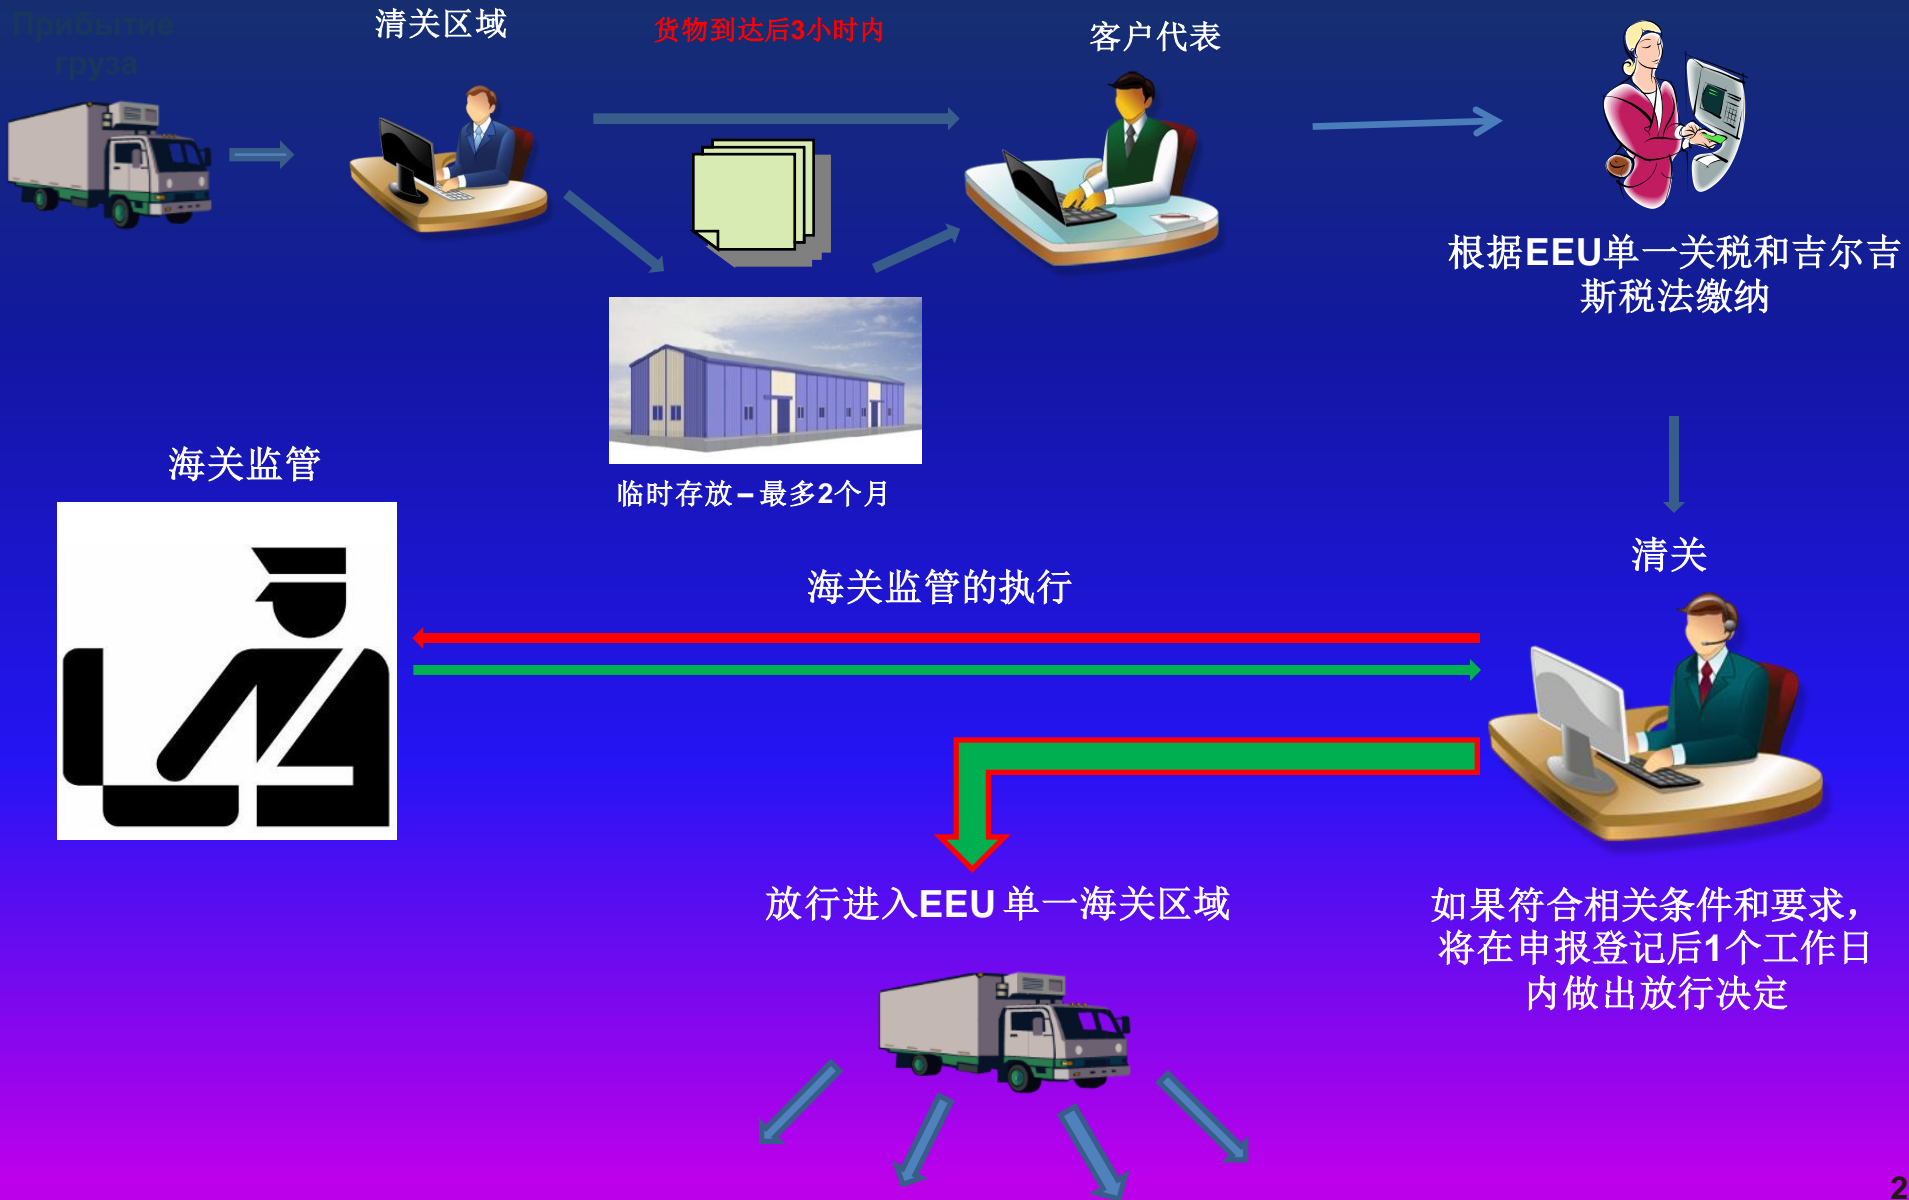 Прибытие
груза
清关区域
货物到达后3小时内
客户代表
根据EEU单一关税和吉尔吉
斯税法缴纳
临时存放 – 最多2个月
海关监管
清关
海关监管的执行
放行进入EEU 单一海关区域
如果符合相关条件和要求，
将在申报登记后1个工作日
内做出放行决定
2